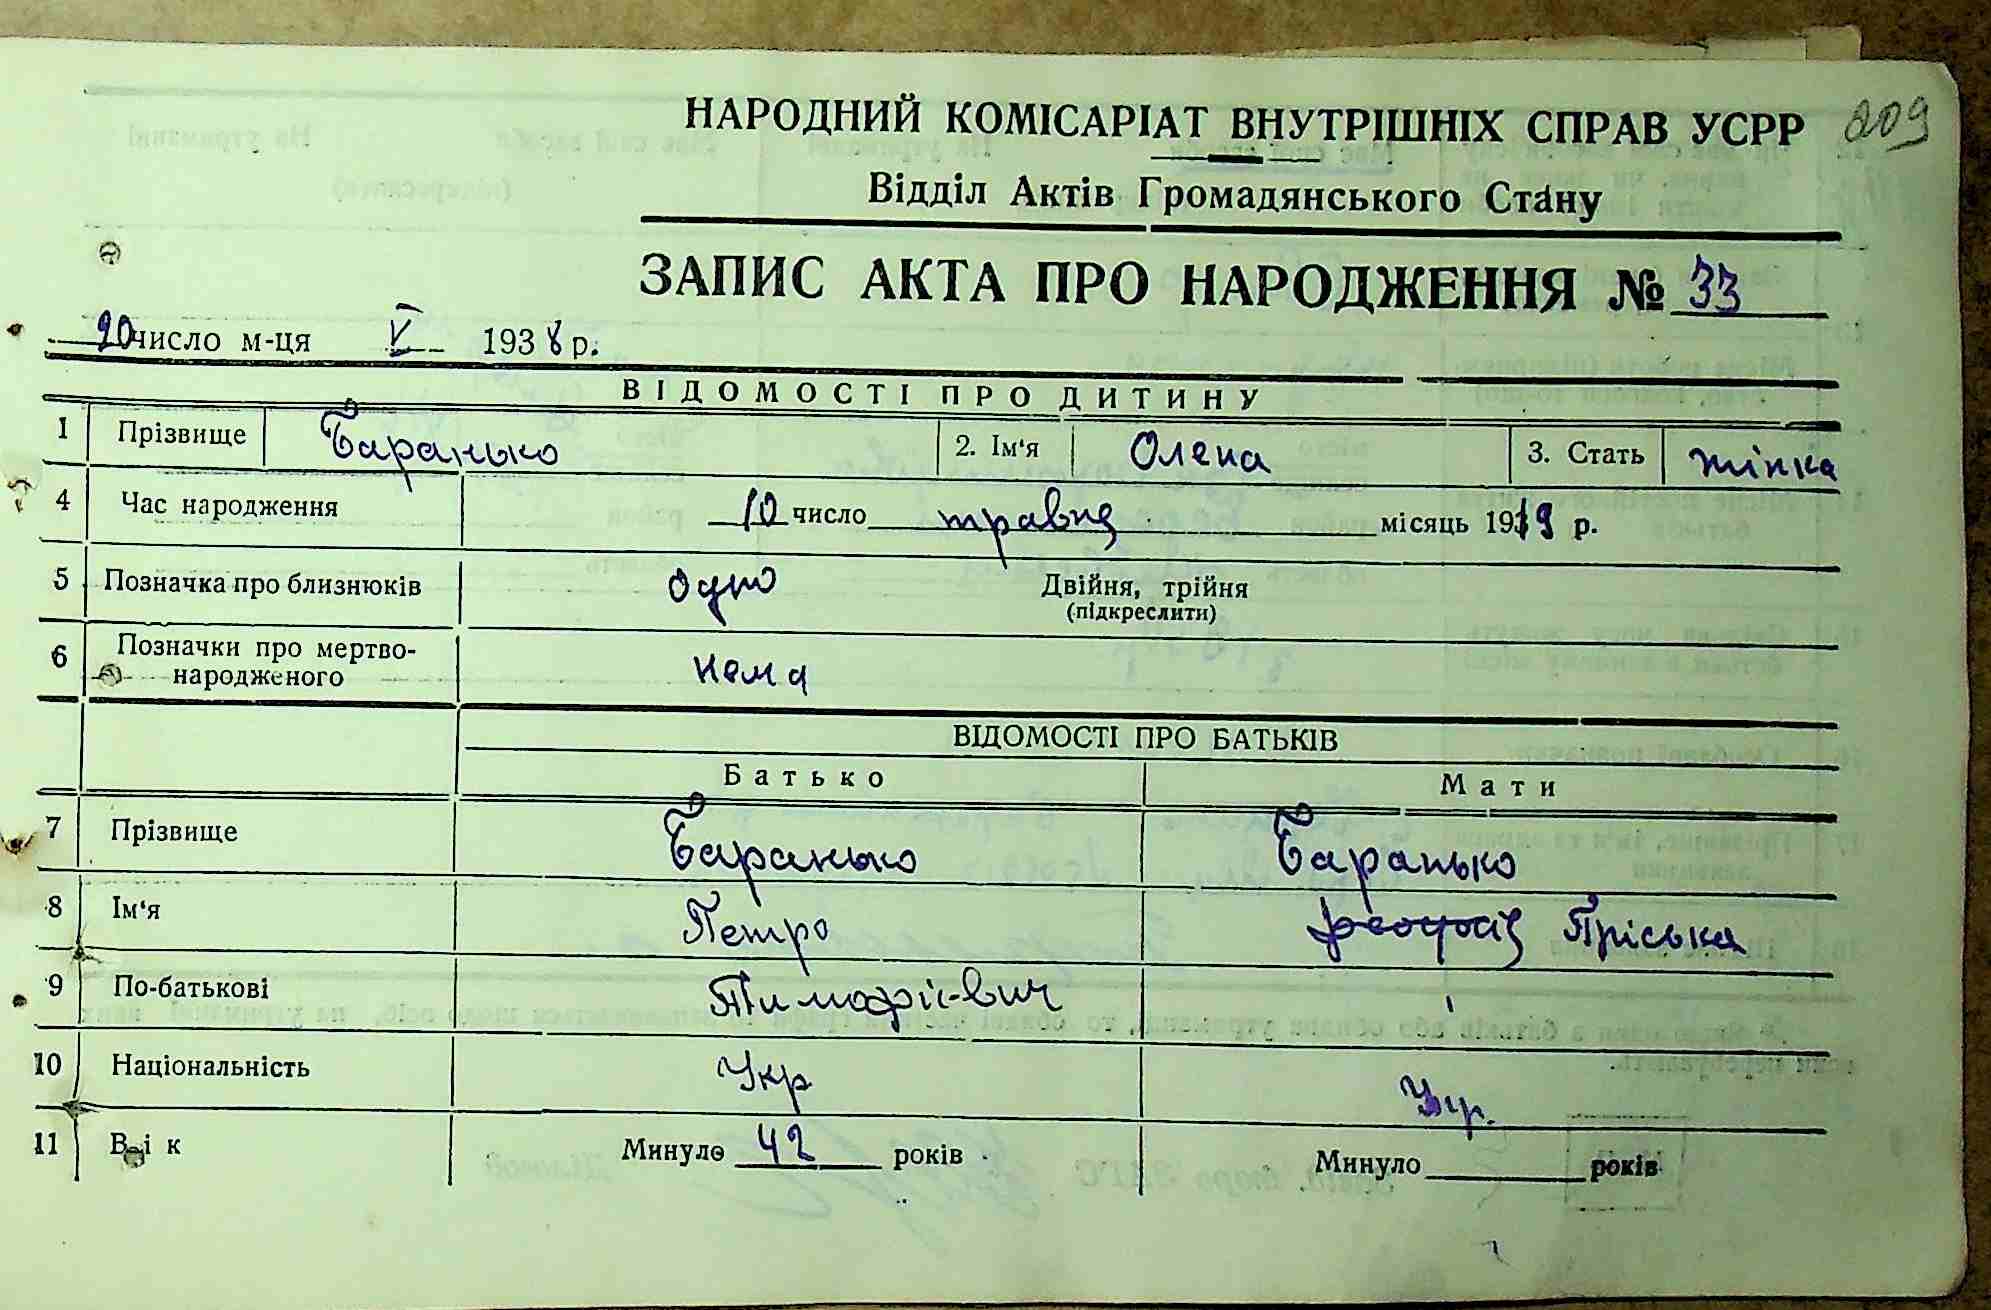 209
НАРОДНИЙ КОМІСАРІАТ ВНУТРІШНІХ СПРАВ УСРР
Відділ Актів Громадянського Стану
ЗАПИС АКТА ПРО НАРОДЖЕННЯ № 33
20 число м-ця V 1938 р.
ВІДОМОСТІ ПРО ДИТИНУ
1 Прізвище Баранько 2. Ім'я Олена 3. Стать жінка
4 Час народження 10 число травня місяць 1919 р.
5 Позначка про близнюків одно Двійня, трійня
(підкреслити)
6 Позначки про мертво-
народженого нема
ВІДОМОСТІ ПРО БАТЬКІВ
Батько Мати
7 Прізвище Баранько Баранько
8 Ім'я Петро Пріська
9 По-батькові Тимофієвич
10 Національність Укр Укр.
11 Вік Минуло 42 років Минуло років